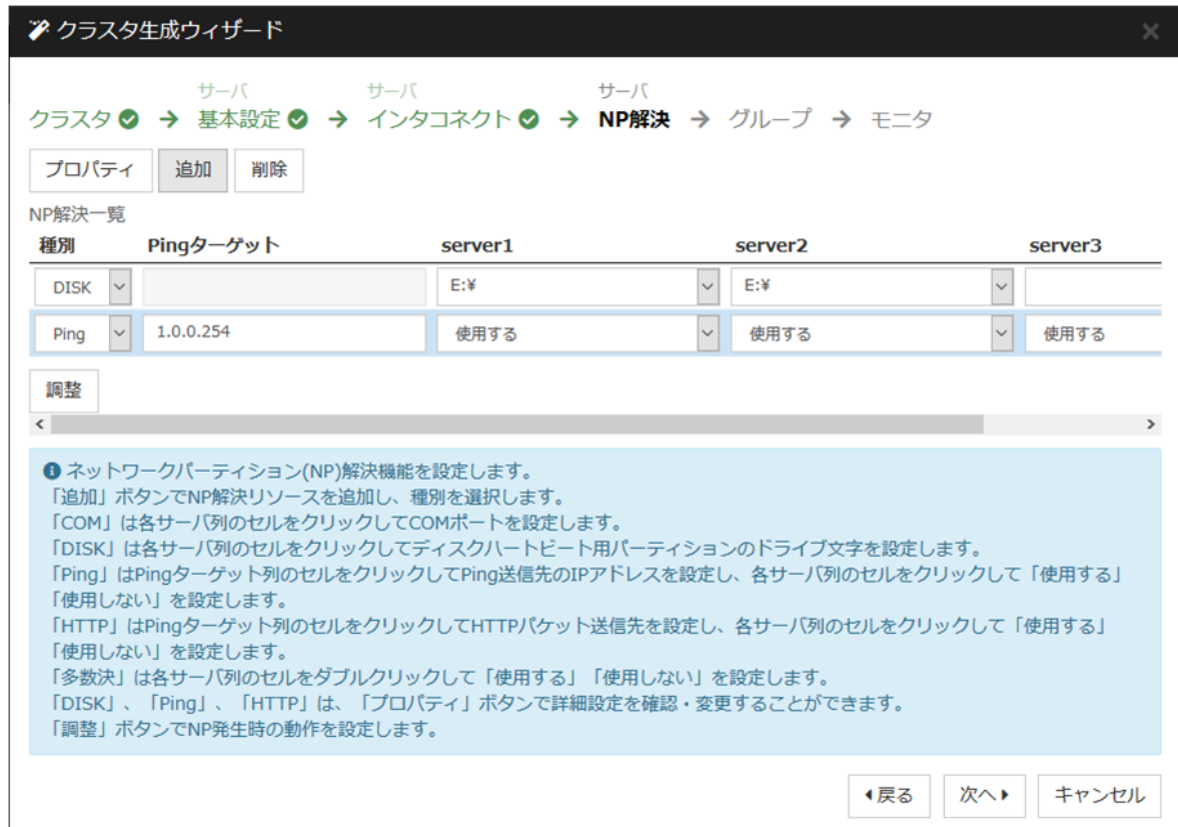 クラスタ生成ウィザード
サーバ サーバ サーバ
クラスタ → 基本設定 → インタコネクト → NP解決 → グループ → モニタ
プロパティ 追加 削除
NP解決一覧
種別 Pingターゲット server1 server2 server3
DISK E:¥ E:¥
Ping 1.0.0.254 使用する 使用する 使用する
調整
ネットワークパーティション(NP)解決機能を設定します。
「追加」ボタンでNP解決リソースを追加し、種別を選択します。
「COM」は各サーバ列のセルをクリックしてCOMポートを設定します。
「DISK」は各サーバ列のセルをクリックしてディスクハートビート用パーティションのドライブ文字を設定します。
「Ping」はPingターゲット列のセルをクリックしてPing送信先のIPアドレスを設定し、各サーバ列のセルをクリックして「使用する」
「使用しない」を設定します。
「HTTP」はPingターゲット列のセルをクリックしてHTTPパケット送信先を設定し、各サーバ列のセルをクリックして「使用する」
「使用しない」を設定します。
「多数決」は各サーバ列のセルをダブルクリックして「使用する」「使用しない」を設定します。
「DISK」、「Ping」、「HTTP」は、「プロパティ」ボタンで詳細設定を確認・変更することができます。
「調整」ボタンでNP発生時の動作を設定します。
戻る 次へ キャンセル